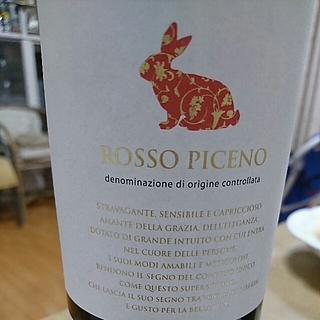 ROSSO PICENO
denominazione di origine controllata
STRAVAGANTE, SENSIBILE E CAPRICCIOSO,
AMANTE DELLA GRAZIA, DELL'ELEGANZA,
DOTATO DI GRANDE INTUITO CON CUI ENTRA
NEL CUORE DELLE PERSONE.
I SUOI MODI AMABILI E
RENDONO IL SEGNO DEL CONIGLIO UNICO,
COME QUESTO
CHE LASCIA IL SUO SEGNO
E GUSTO PER LA